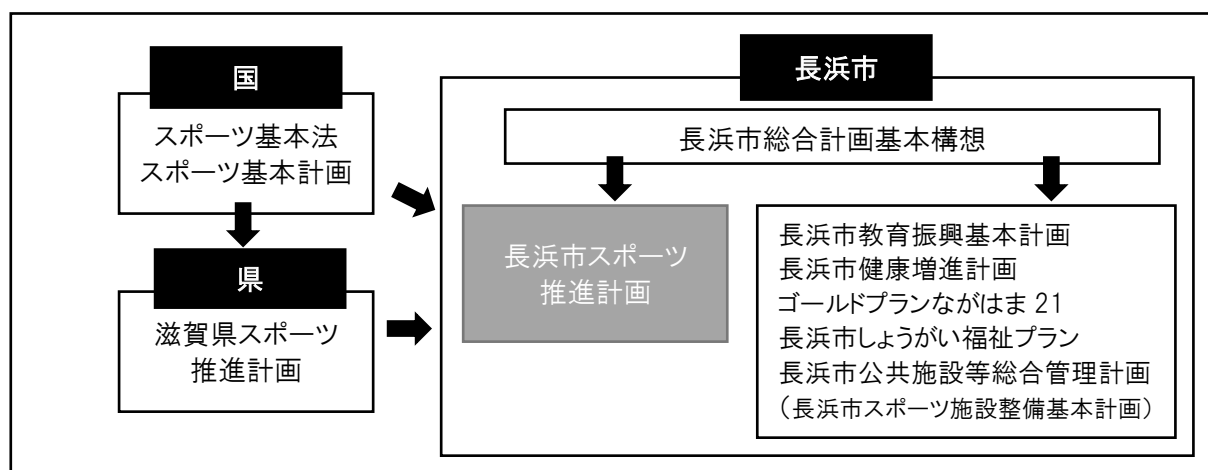 国
スポーツ基本法
スポーツ基本計画
県
滋賀県スポーツ
推進計画
長浜市
長浜市総合計画基本構想
長浜市スポーツ
推進計画
長浜市教育振興基本計画
長浜市健康増進計画
ゴールドプランながはま 21
長浜市しょうがい福祉プラン
長浜市公共施設等総合管理計画
（長浜市スポーツ施設整備基本計画）